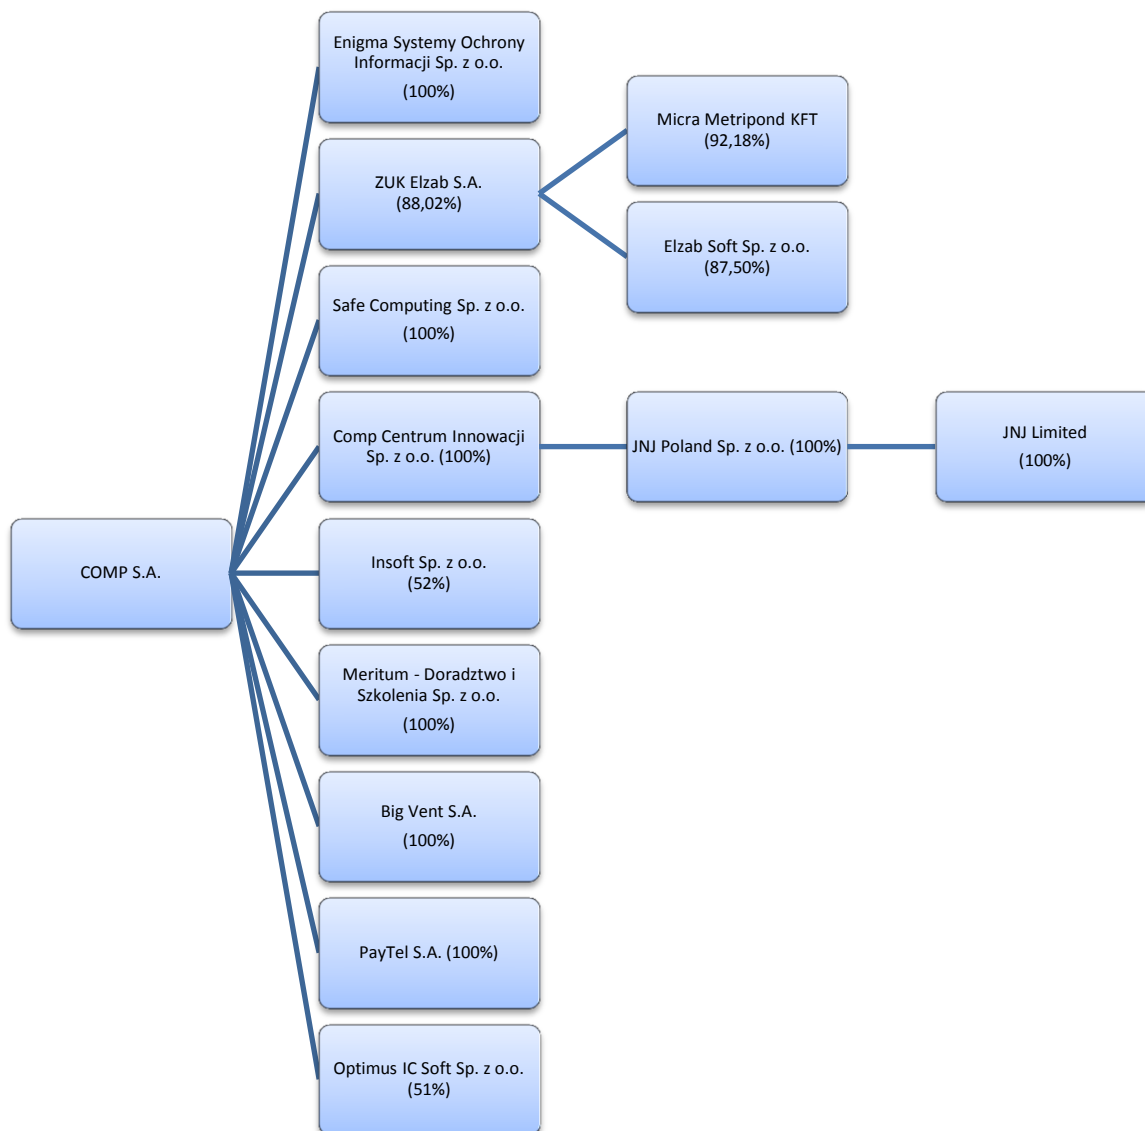 Enigma Systemy Ochrony
Informacji Sp. z o.o.
(100%)
Micra Metripond KFT
(92,18%)
ZUK Elzab S.A.
(88,02%)
Elzab Soft Sp. z o.o.
(87,50%)
Safe Computing Sp. z o.o.
(100%)
Comp Centrum Innowacji
Sp. z o.o. (100%)
JNJ Poland Sp. z o.o. (100%)
JNJ Limited
(100%)
COMP S.A.
Insoft Sp. z o.o.
(52%)
Meritum - Doradztwo i
Szkolenia Sp. z o.o.
(100%)
Big Vent S.A.
(100%)
PayTel S.A. (100%)
Optimus IC Soft Sp. z o.o.
(51%)